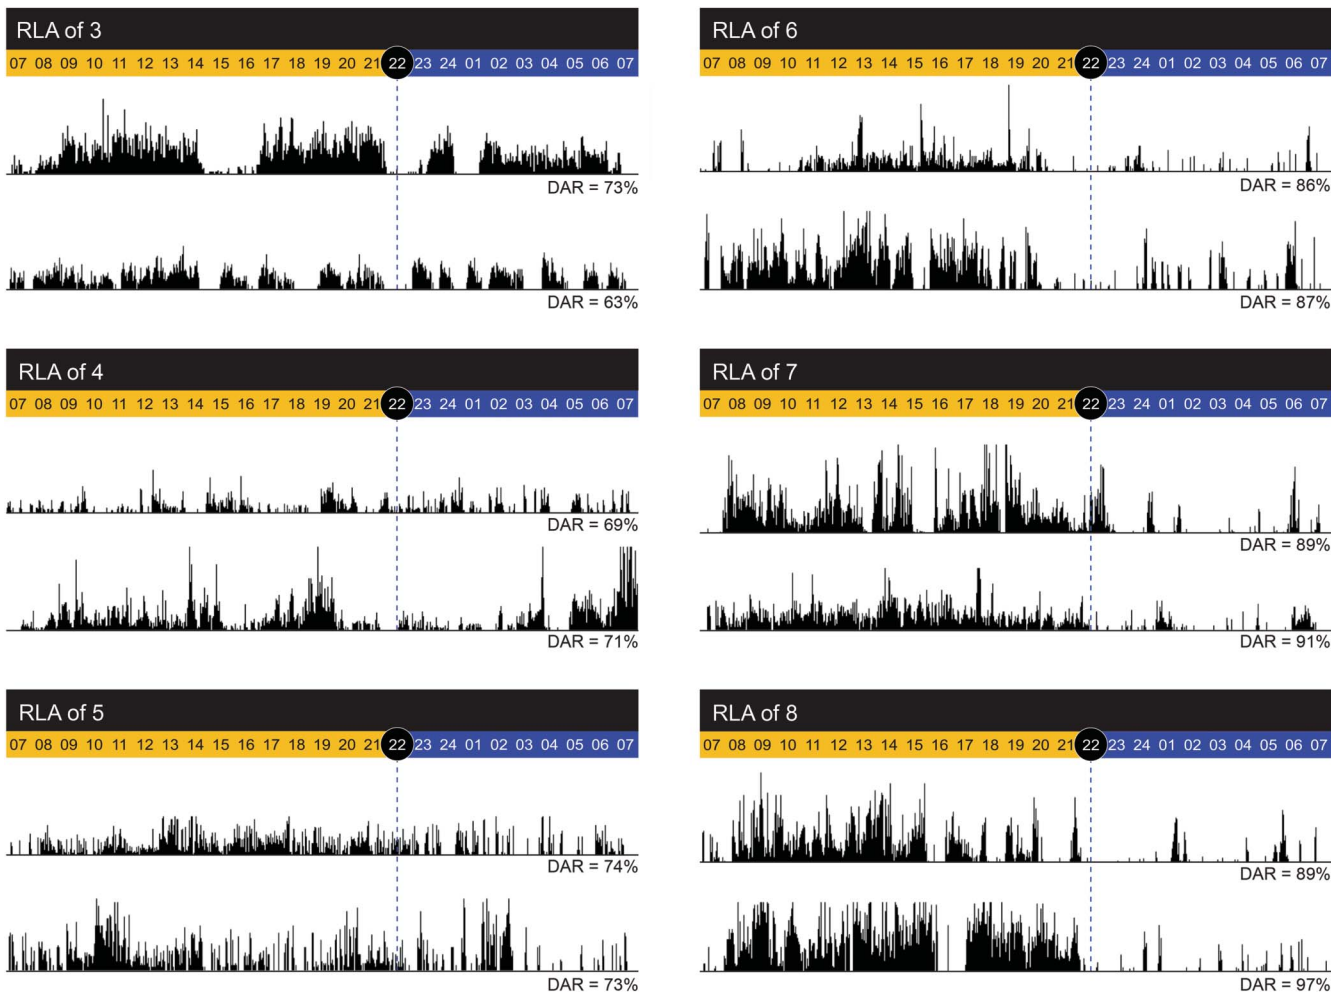 RLA of 3
07 08 09 10 11 12 13 14 15 16 17 18 19 20 21 22 23 24 01 02 03 04 05 06 07
DAR = 73%
DAR = 63%
RLA of 4
07 08 09 10 11 12 13 14 15 16 17 18 19 20 21 22 23 24 01 02 03 04 05 06 07
DAR = 69%
DAR = 71%
RLA of 5
07 08 09 10 11 12 13 14 15 16 17 18 19 20 21 22 23 24 01 02 03 04 05 06 07
DAR = 74%
DAR = 73%
RLA of 6
07 08 09 10 11 12 13 14 15 16 17 18 19 20 21 22 23 24 01 02 03 04 05 06 07
DAR = 86%
DAR = 87%
RLA of 7
07 08 09 10 11 12 13 14 15 16 17 18 19 20 21 22 23 24 01 02 03 04 05 06 07
DAR = 89%
DAR = 91%
RLA of 8
07 08 09 10 11 12 13 14 15 16 17 18 19 20 21 22 23 24 01 02 03 04 05 06 07
DAR = 89%
DAR = 97%